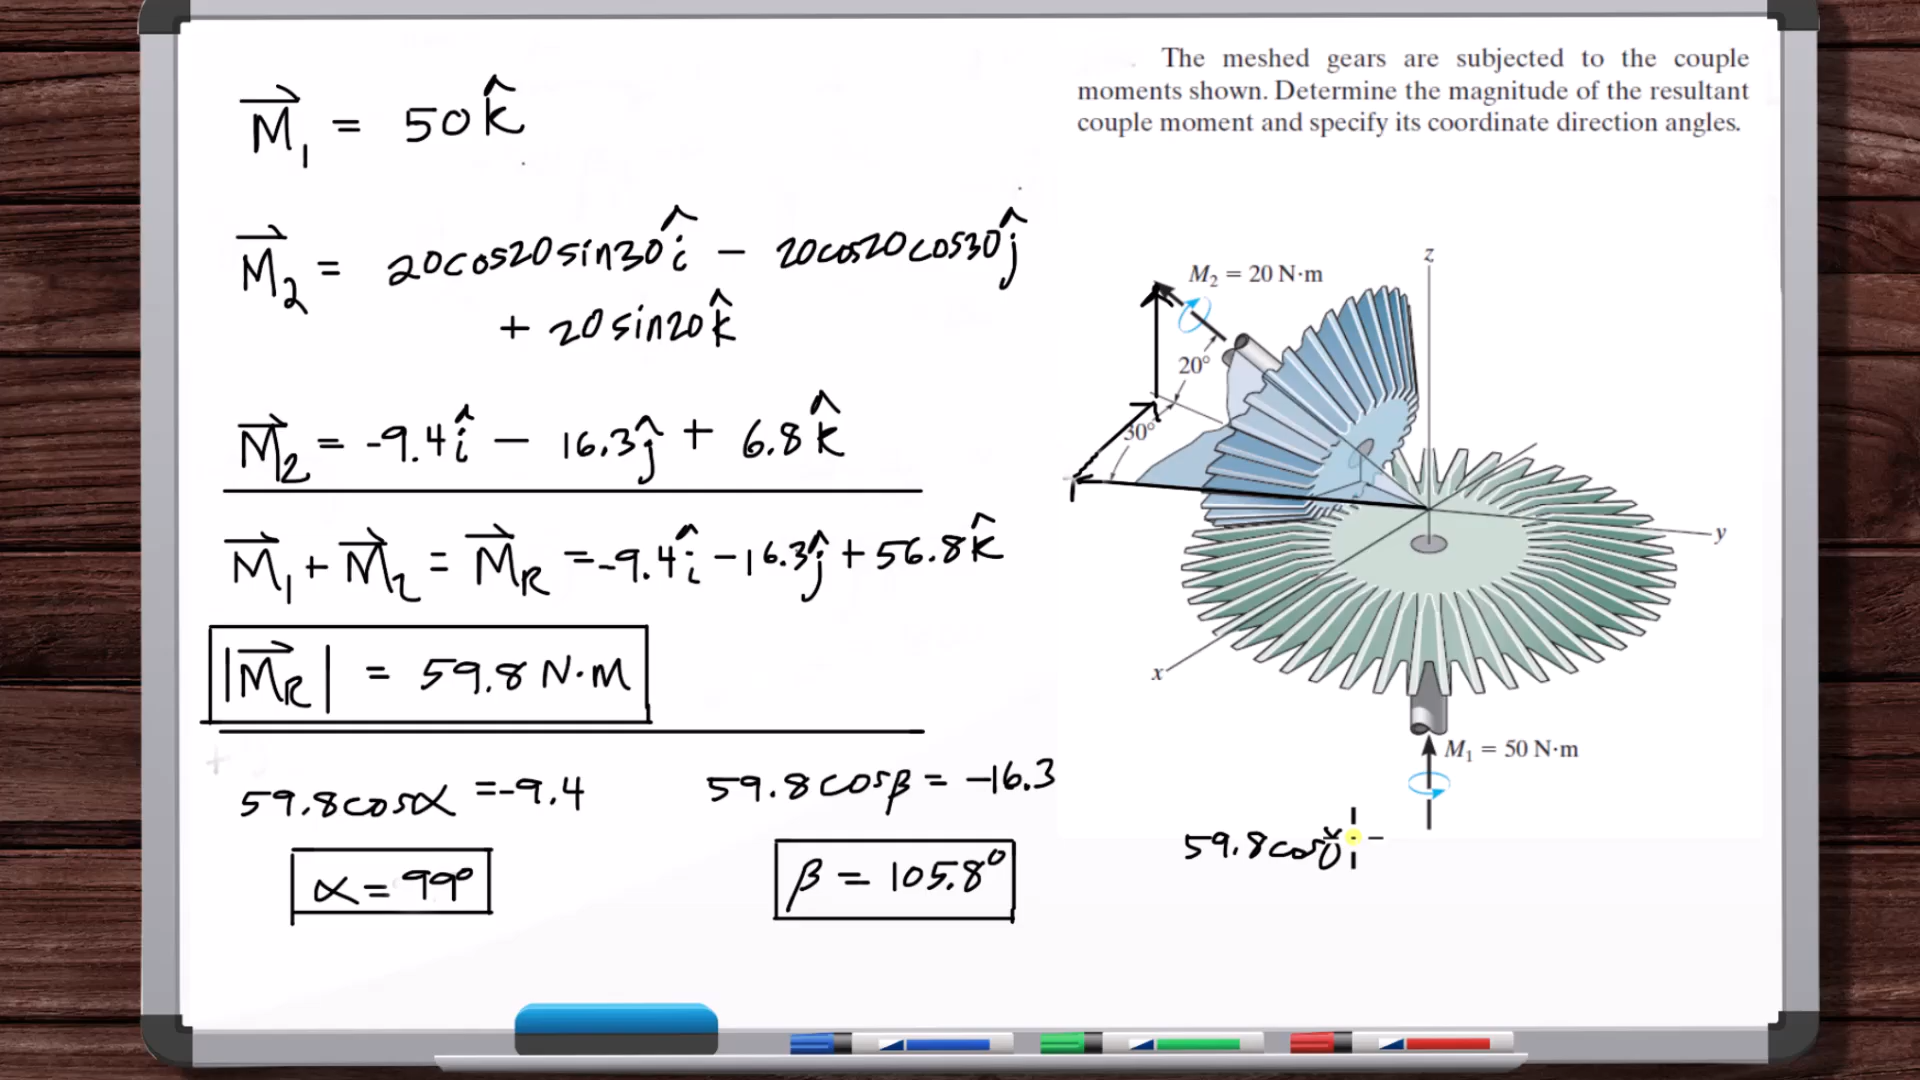 The meshed gears are subjected to the couple
moments shown. Determine the magnitude of the resultant
couple moment and specify its coordinate direction angles.
M⃗₁ = 50k̂
M⃗₂ = 20cos20sin30î − 20cos20cos30ĵ
+ 20sin20k̂
M⃗₂ = -9.4î − 16.3ĵ + 6.8k̂
M⃗₁ + M⃗₂ = M⃗R = -9.4î − 16.3ĵ + 56.8k̂
|M⃗R| = 59.8 N·M
59.8cosα = -9.4
α = 99°
59.8cosβ = -16.3
β = 105.8°
59.8cosγ
z
M₂ = 20 N·m
20°
30°
y
x
M₁ = 50 N·m